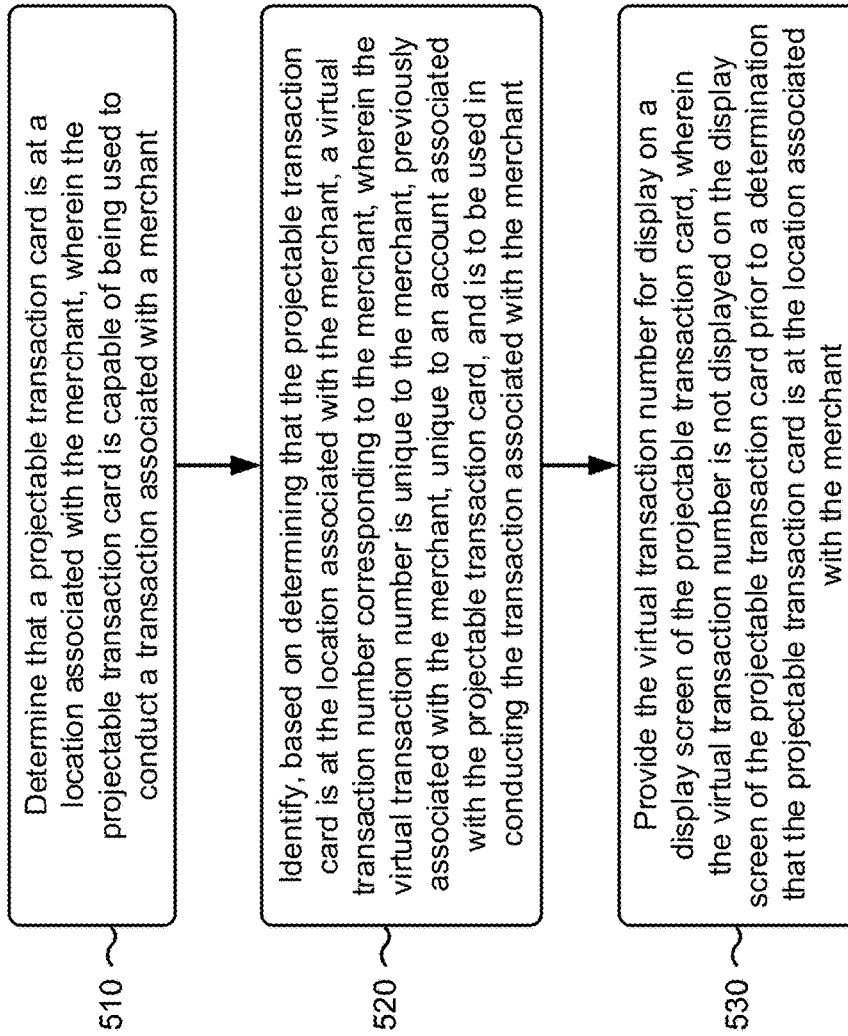 510
Determine that a projectable transaction card is at a
location associated with the merchant, wherein the
projectable transaction card is capable of being used to
conduct a transaction associated with a merchant
520
Identify, based on determining that the projectable transaction
card is at the location associated with the merchant, a virtual
transaction number corresponding to the merchant, wherein the
virtual transaction number is unique to the merchant, previously
associated with the merchant, unique to an account associated
with the projectable transaction card, and is to be used in
conducting the transaction associated with the merchant
530
Provide the virtual transaction number for display on a
display screen of the projectable transaction card, wherein
the virtual transaction number is not displayed on the display
screen of the projectable transaction card prior to a determination
that the projectable transaction card is at the location associated
with the merchant